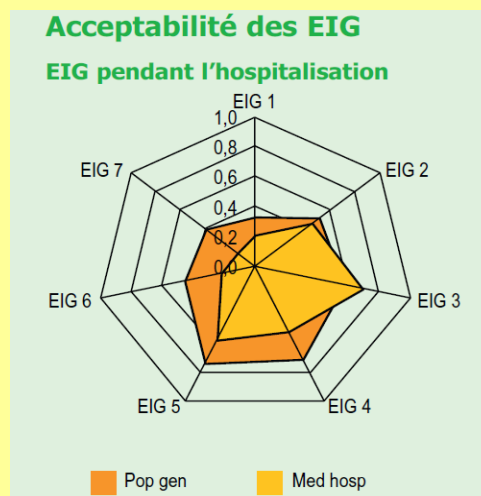 Acceptabilité des EIG
EIG pendant l'hospitalisation
EIG 1
1,0
0,8
0,6
0,4
0,2
0,0
EIG 2
EIG 3
EIG 4
EIG 5
EIG 6
EIG 7
Pop gen
Med hosp